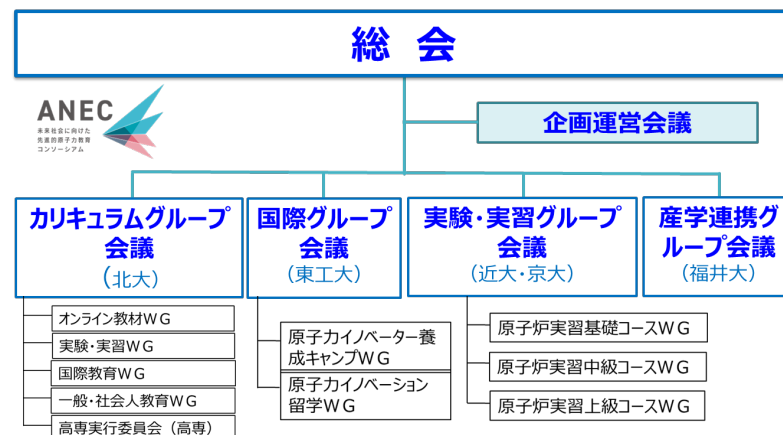 総 会
ANEC
未来社会に向けた
先進的原子力教育
コンソーシアム
企画運営会議
カリキュラムグループ
会議
(北大)
国際グループ
会議
(東工大)
実験・実習グループ
会議
(近大・京大)
産学連携グ
ループ会議
(福井大)
オンライン教材WG
実験・実習WG
国際教育WG
一般・社会人教育WG
高専実行委員会（高専）
原子力イノベーター養
成キャンプWG
原子力イノベーション
留学WG
原子炉実習基礎コースWG
原子炉実習中級コースWG
原子炉実習上級コースWG